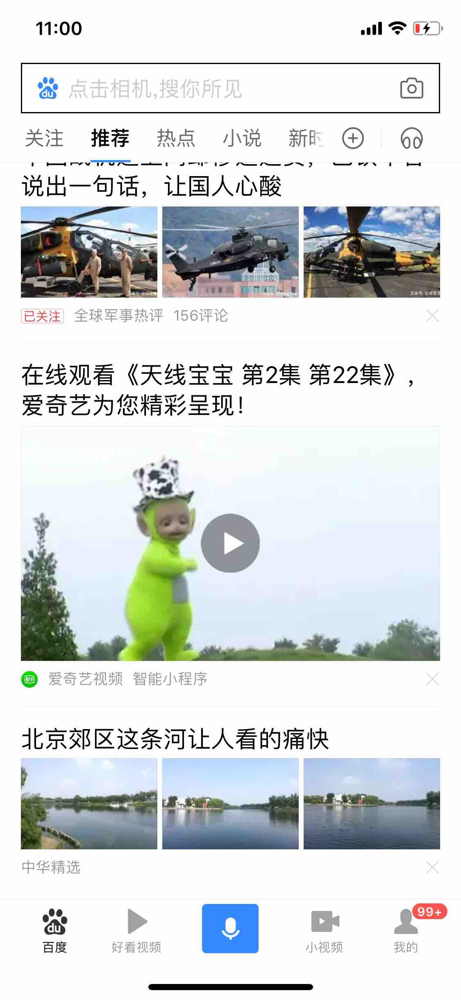 11:00
du 点击相机,搜你所见
关注 推荐 热点 小说 新时
说出一句话，让国人心酸
已关注 全球军事热评 156评论
在线观看《天线宝宝 第2集 第22集》，
爱奇艺为您精彩呈现！
QIY 爱奇艺视频 智能小程序
北京郊区这条河让人看的痛快
中华精选
du 99+
百度 好看视频 小视频 我的